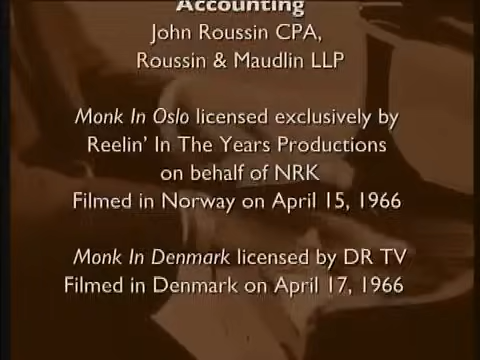 Accounting
John Roussin CPA,
Roussin & Maudlin LLP
Monk In Oslo licensed exclusively by
Reelin' In The Years Productions
on behalf of NRK
Filmed in Norway on April 15, 1966
Monk In Denmark licensed by DR TV
Filmed in Denmark on April 17, 1966